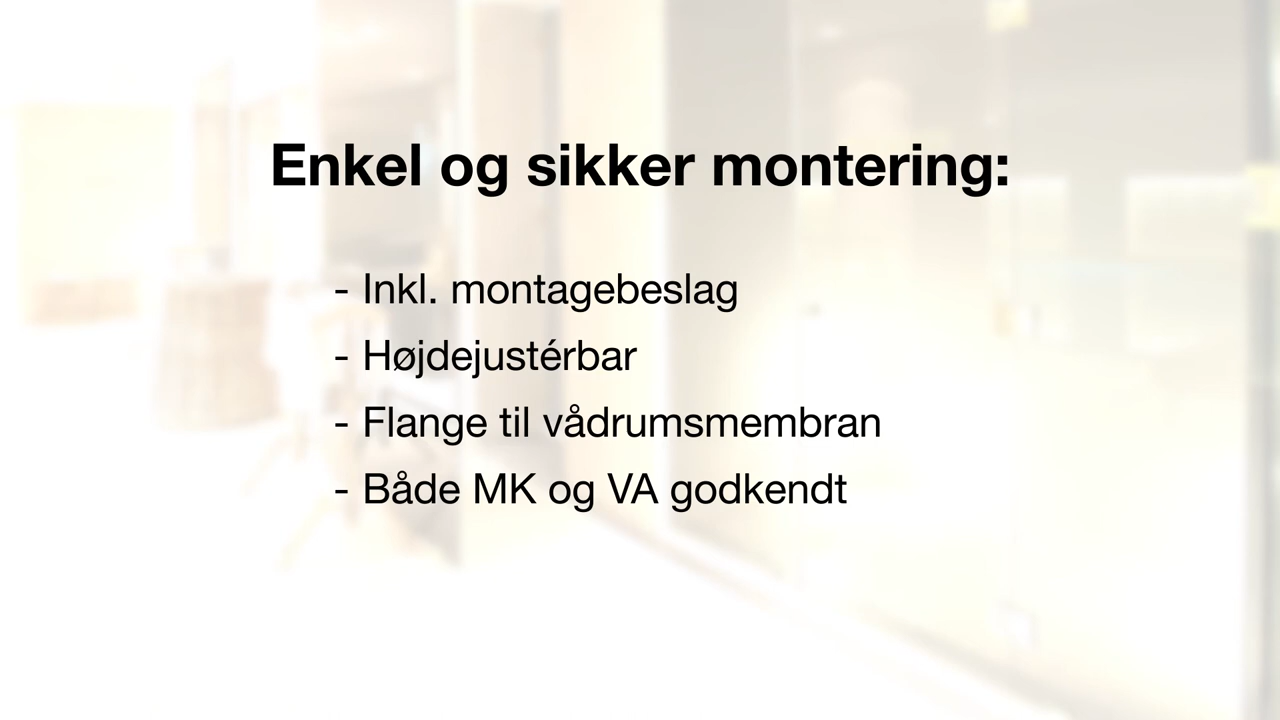 Enkel og sikker montering:
- Inkl. montagebeslag
- Højdejustérbar
- Flange til vådrumsmembran
- Både MK og VA godkendt